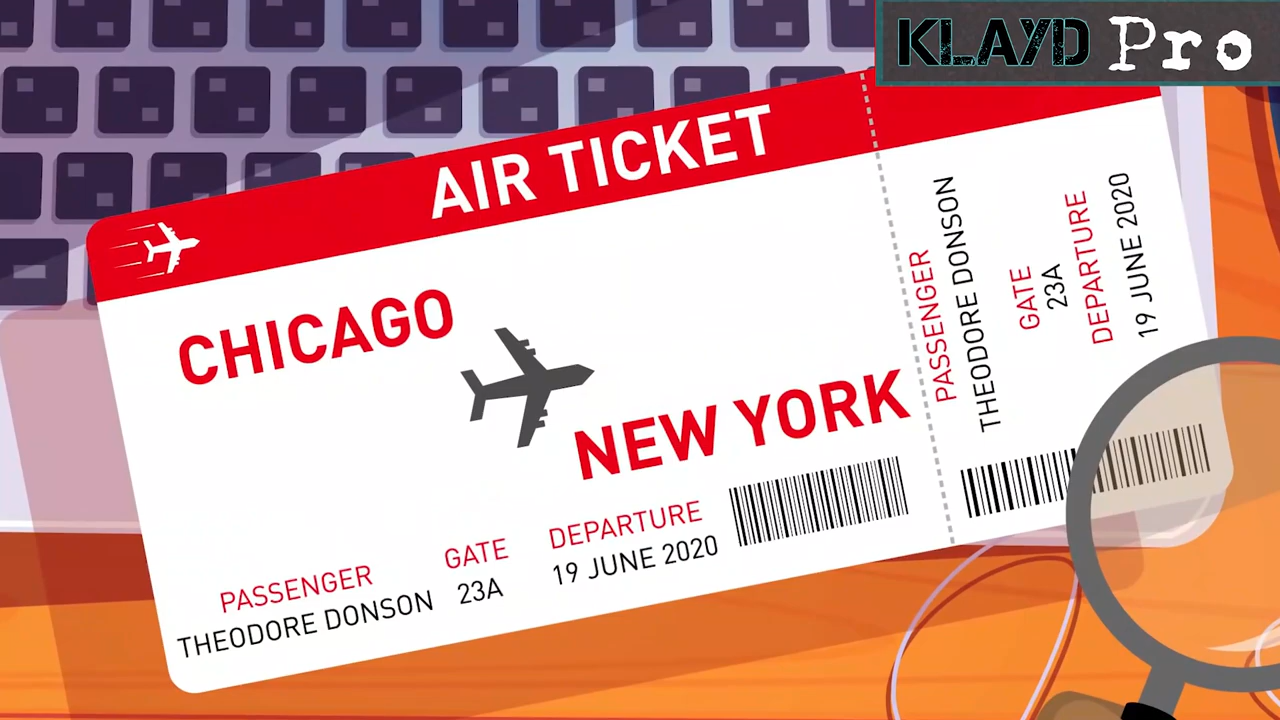 KLAYD Pro
AIR TICKET
CHICAGO
NEW YORK
PASSENGER
THEODORE DONSON
GATE
23A
DEPARTURE
19 JUNE 2020
PASSENGER
THEODORE DONSON
GATE
23A
DEPARTURE
19 JUNE 2020